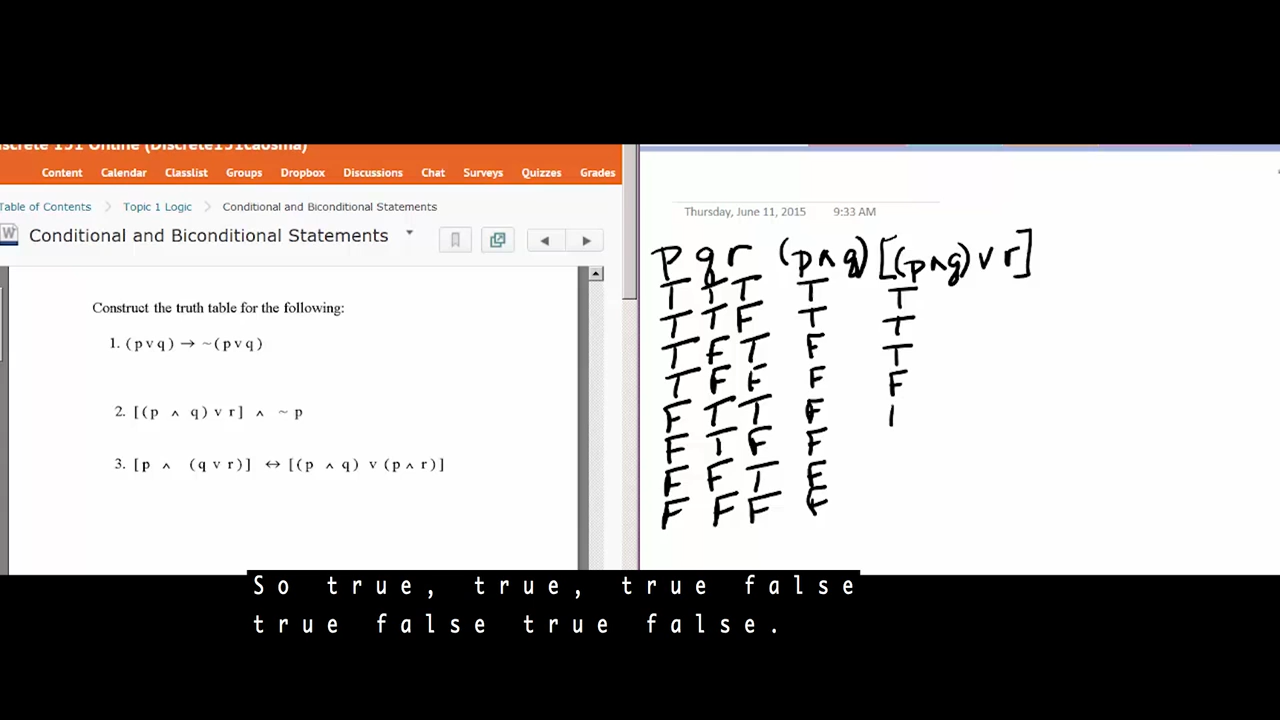 Discrete 151 Online (Discrete151caosma)
Content Calendar Classlist Groups Dropbox Discussions Chat Surveys Quizzes Grades
Table of Contents Topic 1 Logic Conditional and Biconditional Statements
Conditional and Biconditional Statements
Construct the truth table for the following:
1. (p v q) → ~(p v q)
2. [(p ∧ q) v r] ∧ ~ p
3. [p ∧ (q v r)] ↔ [(p ∧ q) v (p ∧ r)]
Thursday, June 11, 2015 9:33 AM
p q r (p ∧ q) [(p ∧ q) ∨ r]
T T T T T
T T F T T
T F T F T
T F F F F
F T T F I
F T F F
F F T F
F F F F
So true, true, true false
true false true false.